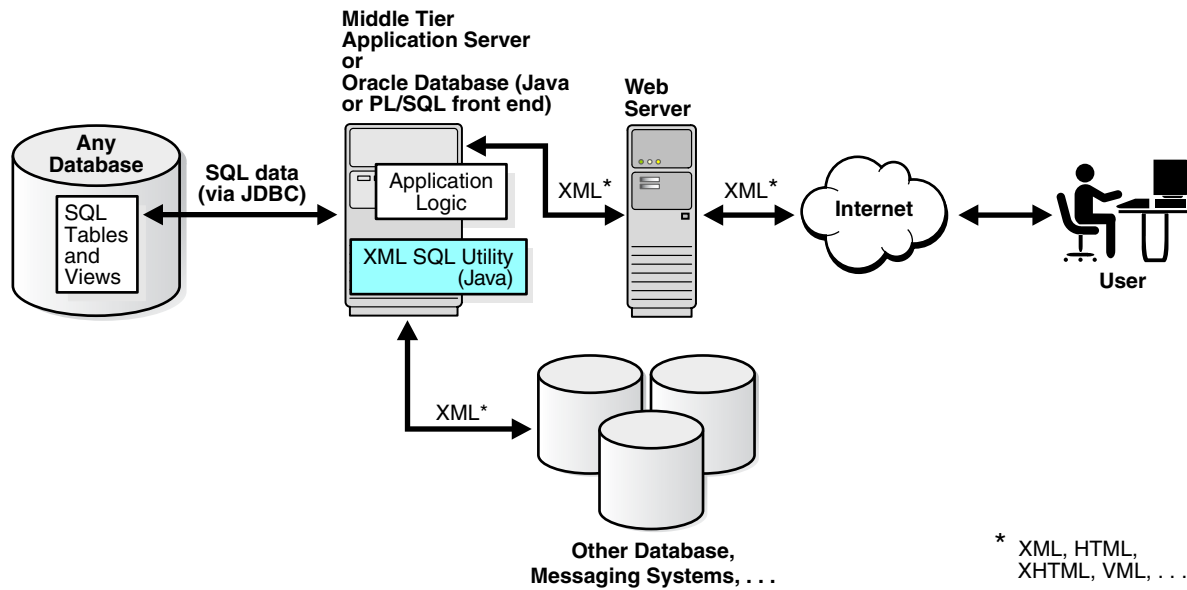 Middle Tier
Application Server
or
Oracle Database (Java
or PL/SQL front end)
Web
Server
Any
Database
SQL data
(via JDBC)
SQL
Tables
and
Views
Application
Logic
XML SQL Utility
(Java)
XML*
XML*
Internet
User
XML*
Other Database,
Messaging Systems, . . .
* XML, HTML,
XHTML, VML, . . .